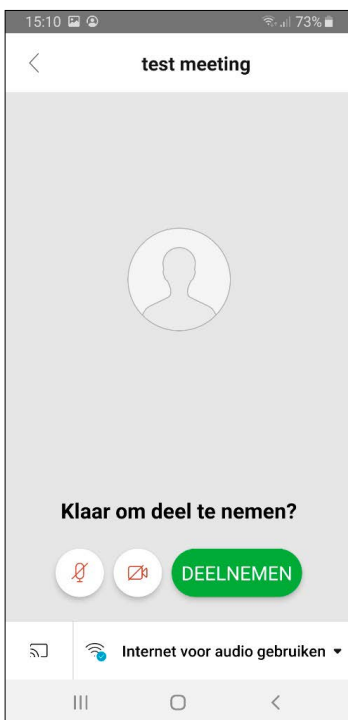 15:10 73%
test meeting
Klaar om deel te nemen?
DEELNEMEN
Internet voor audio gebruiken